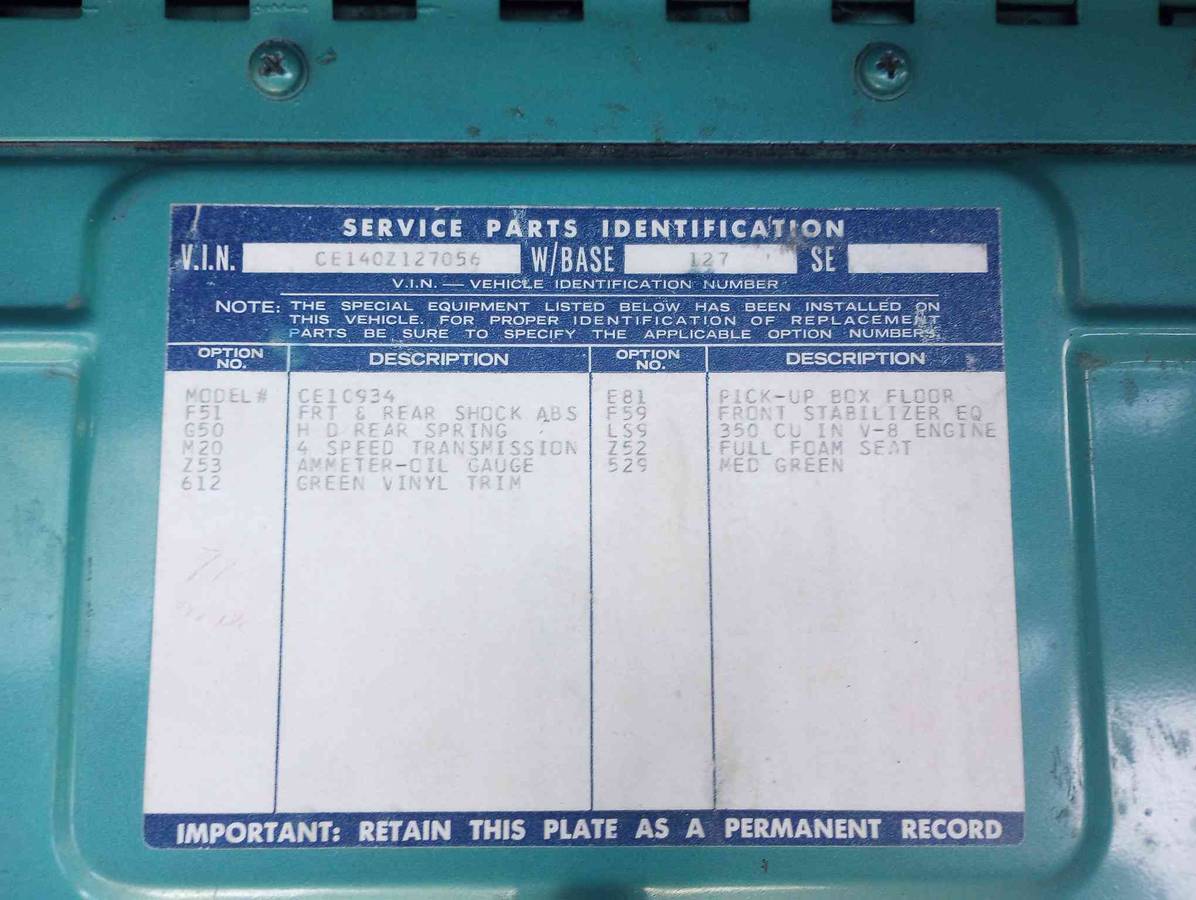 SERVICE PARTS IDENTIFICATION
V.I.N. CE140Z127056 W/BASE 127 SE
V.I.N. — VEHICLE IDENTIFICATION NUMBER
NOTE: THE SPECIAL EQUIPMENT LISTED BELOW HAS BEEN INSTALLED ON
THIS VEHICLE. FOR PROPER IDENTIFICATION OF REPLACEMENT
PARTS BE SURE TO SPECIFY THE APPLICABLE OPTION NUMBERS.
OPTION NO. DESCRIPTION OPTION NO. DESCRIPTION
MODEL # CE10934 E81 PICK-UP BOX FLOOR
F51 FRT & REAR SHOCK ABS F59 FRONT STABILIZER EQ
G50 H D REAR SPRING LS9 350 CU IN V-8 ENGINE
M20 4 SPEED TRANSMISSION Z52 FULL FOAM SEAT
Z53 AMMETER-OIL GAUGE 529 MED GREEN
612 GREEN VINYL TRIM
IMPORTANT: RETAIN THIS PLATE AS A PERMANENT RECORD